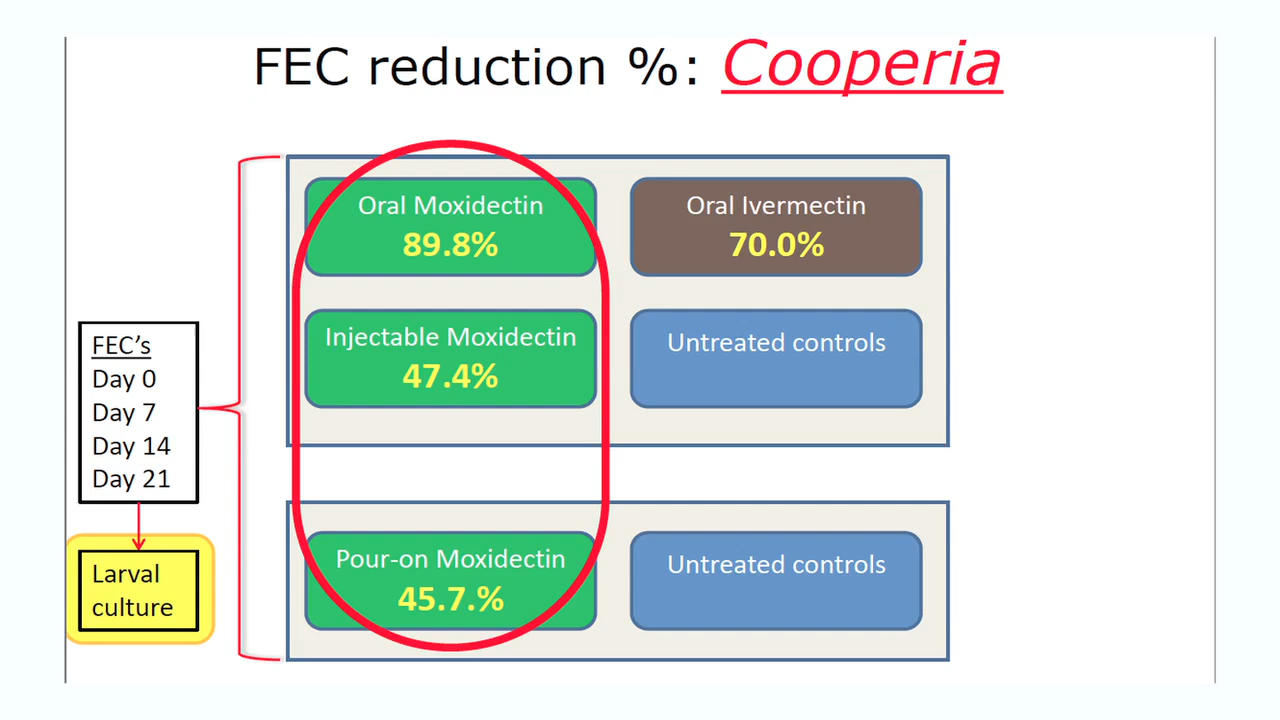 FEC reduction %: Cooperia
Oral Moxidectin
89.8%
Oral Ivermectin
70.0%
Injectable Moxidectin
47.4%
Untreated controls
FEC's
Day 0
Day 7
Day 14
Day 21
Larval
culture
Pour-on Moxidectin
45.7.%
Untreated controls